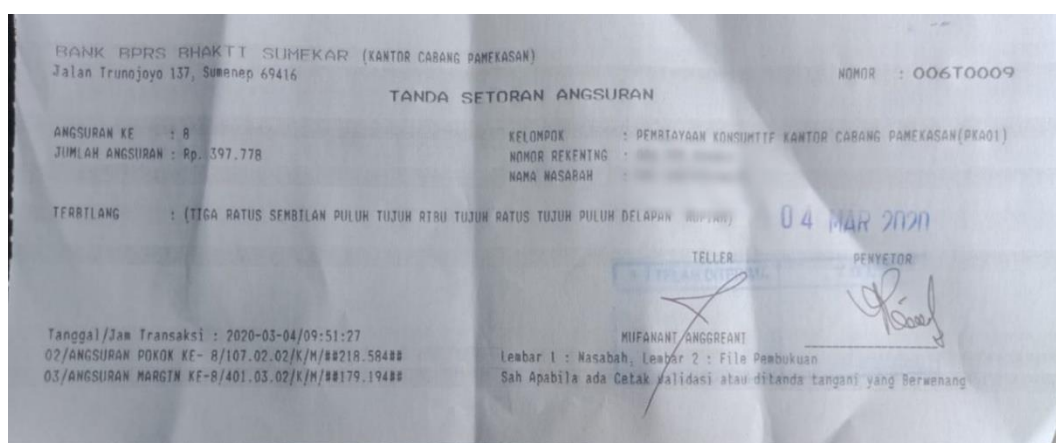 BANK BPRS BHAKTI SUMEKAR (KANTOR CABANG PAMEKASAN)
Jalan Trunojoyo 137, Sumenep 69416
NOMOR : 006T0009
TANDA SETORAN ANGSURAN
ANGSURAN KE : 8
KELOMPOK : PEMBIAYAAN KONSUMTIF KANTOR CABANG PAMEKASAN(PKA01)
JUMLAH ANGSURAN : Rp. 397.778
NOMOR REKENING :
NAMA NASABAH :
TERBILANG : (TIGA RATUS SEMBILAN PULUH TUJUH RIBU TUJUH RATUS TUJUH PULUH DELAPAN RUPIAH)
04 MAR 2020
TELLER PENYETOR
TELAH DITERIMA
Tanggal/Jam Transaksi : 2020-03-04/09:51:27
MUFANANT ANGGREANT
02/ANGSURAN POKOK KE- 8/107.02.02/K/M/##218.584##
Lembar 1 : Nasabah, Lembar 2 : File Pembukuan
03/ANGSURAN MARGIN KE-8/401.03.02/K/M/##179.194##
Sah Apabila ada Cetak validasi atau ditanda tangani yang Berwenang